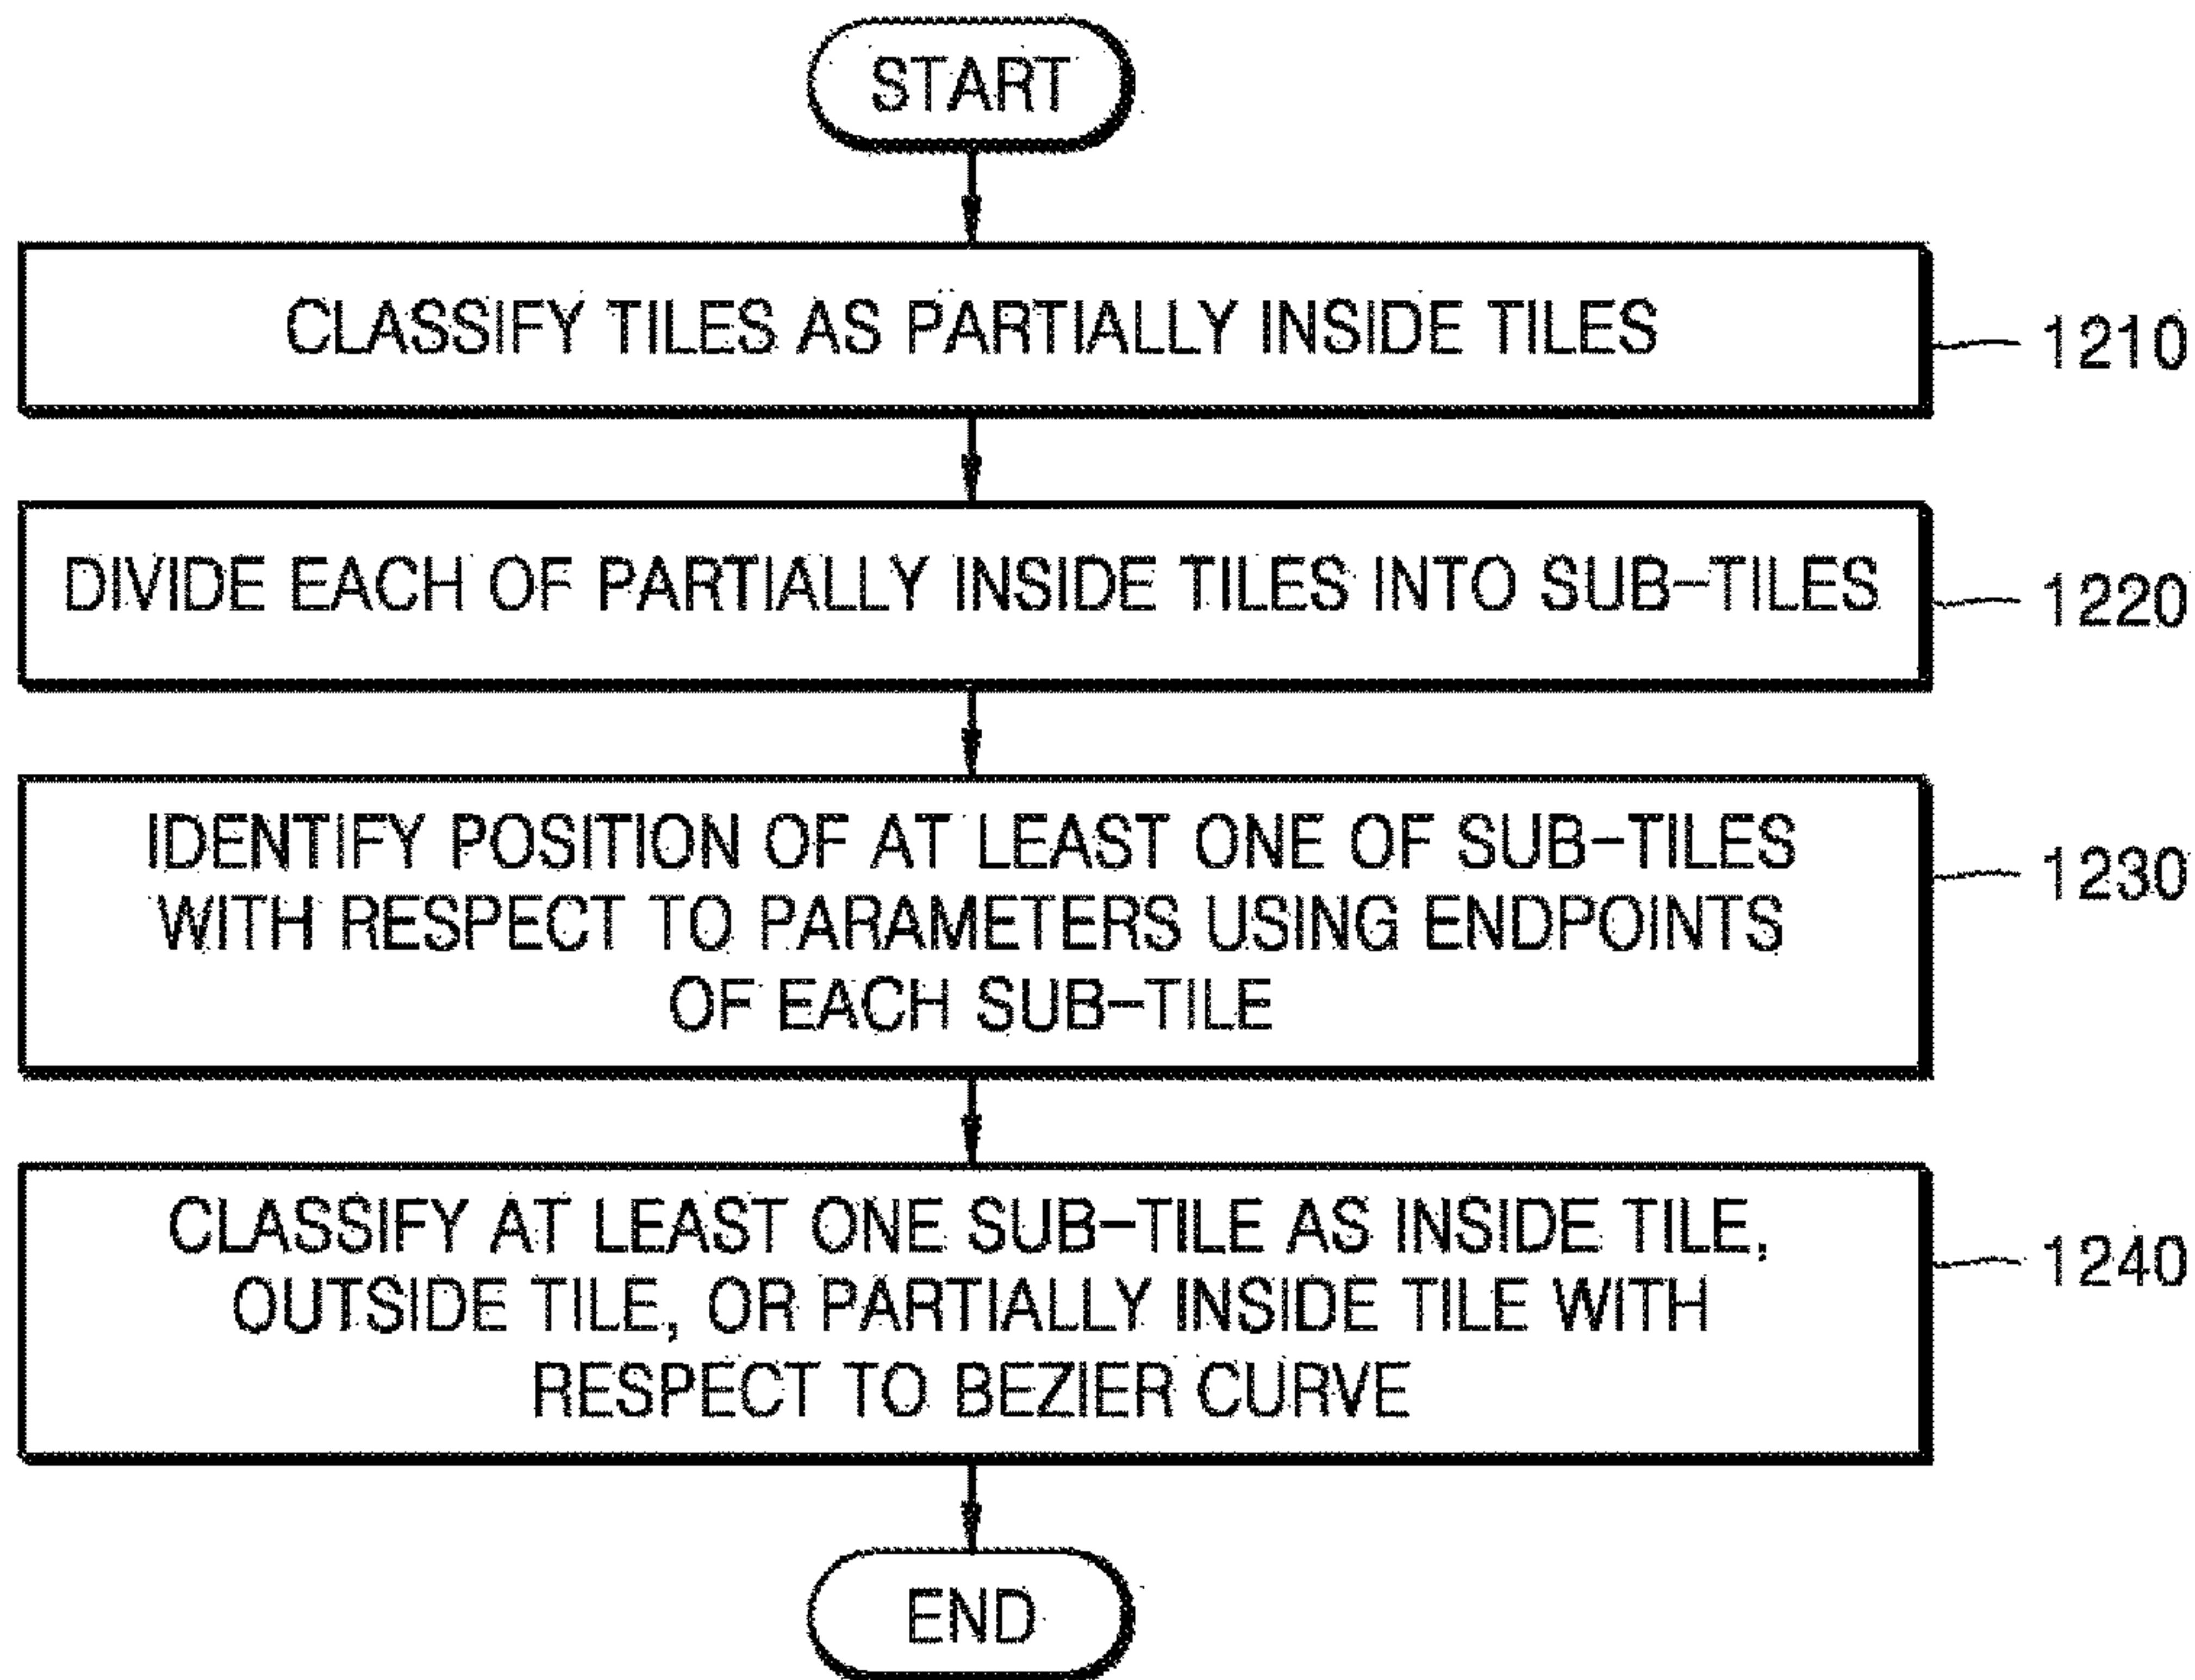 START
CLASSIFY TILES AS PARTIALLY INSIDE TILES
1210
DIVIDE EACH OF PARTIALLY INSIDE TILES INTO SUB-TILES
1220
IDENTIFY POSITION OF AT LEAST ONE OF SUB-TILES
WITH RESPECT TO PARAMETERS USING ENDPOINTS
OF EACH SUB-TILE
1230
CLASSIFY AT LEAST ONE SUB-TILE AS INSIDE TILE,
OUTSIDE TILE, OR PARTIALLY INSIDE TILE WITH
RESPECT TO BEZIER CURVE
1240
END